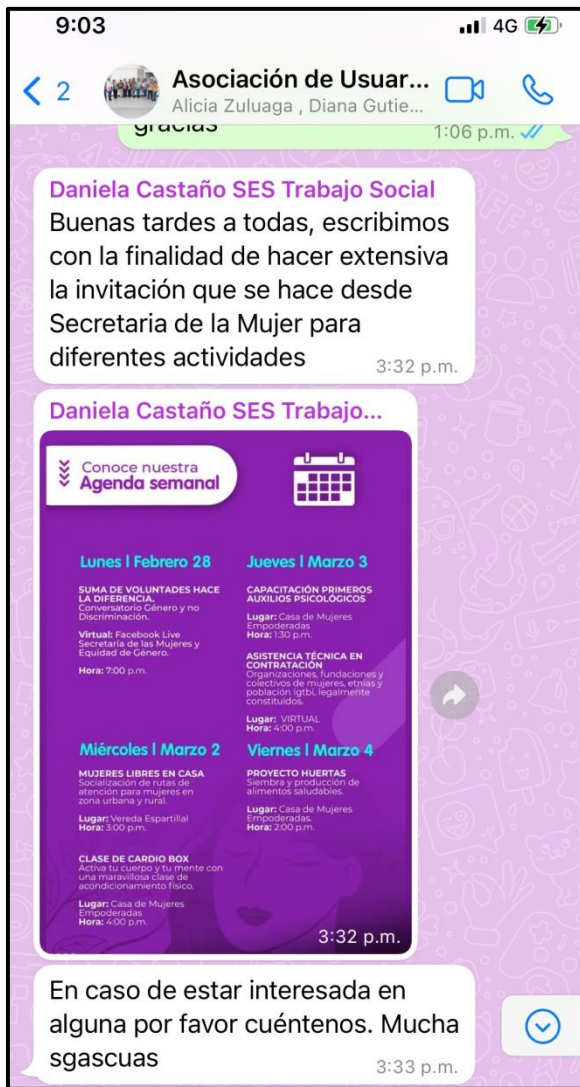 9:03
4G
2
Asociación de Usuar...
Alicia Zuluaga , Diana Gutie...
gracias
1:06 p.m.
Daniela Castaño SES Trabajo Social
Buenas tardes a todas, escribimos
con la finalidad de hacer extensiva
la invitación que se hace desde
Secretaria de la Mujer para
diferentes actividades
3:32 p.m.
Daniela Castaño SES Trabajo...
Conoce nuestra
Agenda semanal
Lunes | Febrero 28
SUMA DE VOLUNTADES HACE
LA DIFERENCIA.
Conversatorio Género y no
Discriminación.
Virtual: Facebook Live
Secretaría de las Mujeres y
Equidad de Género.
Hora: 7:00 p.m.
Jueves | Marzo 3
CAPACITACIÓN PRIMEROS
AUXILIOS PSICOLÓGICOS
Lugar: Casa de Mujeres
Empoderadas
Hora: 1:30 p.m.
ASISTENCIA TÉCNICA EN
CONTRATACIÓN
Organizaciones, fundaciones y
colectivos de mujeres, etnias y
población lgtbi, legalmente
constituidos.
Lugar: VIRTUAL
Hora: 4:00 p.m.
Miércoles | Marzo 2
MUJERES LIBRES EN CASA
Socialización de rutas de
atención para mujeres en
zona urbana y rural.
Lugar: Vereda Espartillal
Hora: 3:00 p.m.
CLASE DE CARDIO BOX
Activa tu cuerpo y tu mente con
una maravillosa clase de
acondicionamiento físico.
Lugar: Casa de Mujeres
Empoderadas
Hora: 4:00 p.m.
Viernes | Marzo 4
PROYECTO HUERTAS
Siembra y producción de
alimentos saludables.
Lugar: Casa de Mujeres
Empoderadas.
Hora: 2:00 p.m.
3:32 p.m.
En caso de estar interesada en
alguna por favor cuéntenos. Mucha
sgascuas
3:33 p.m.